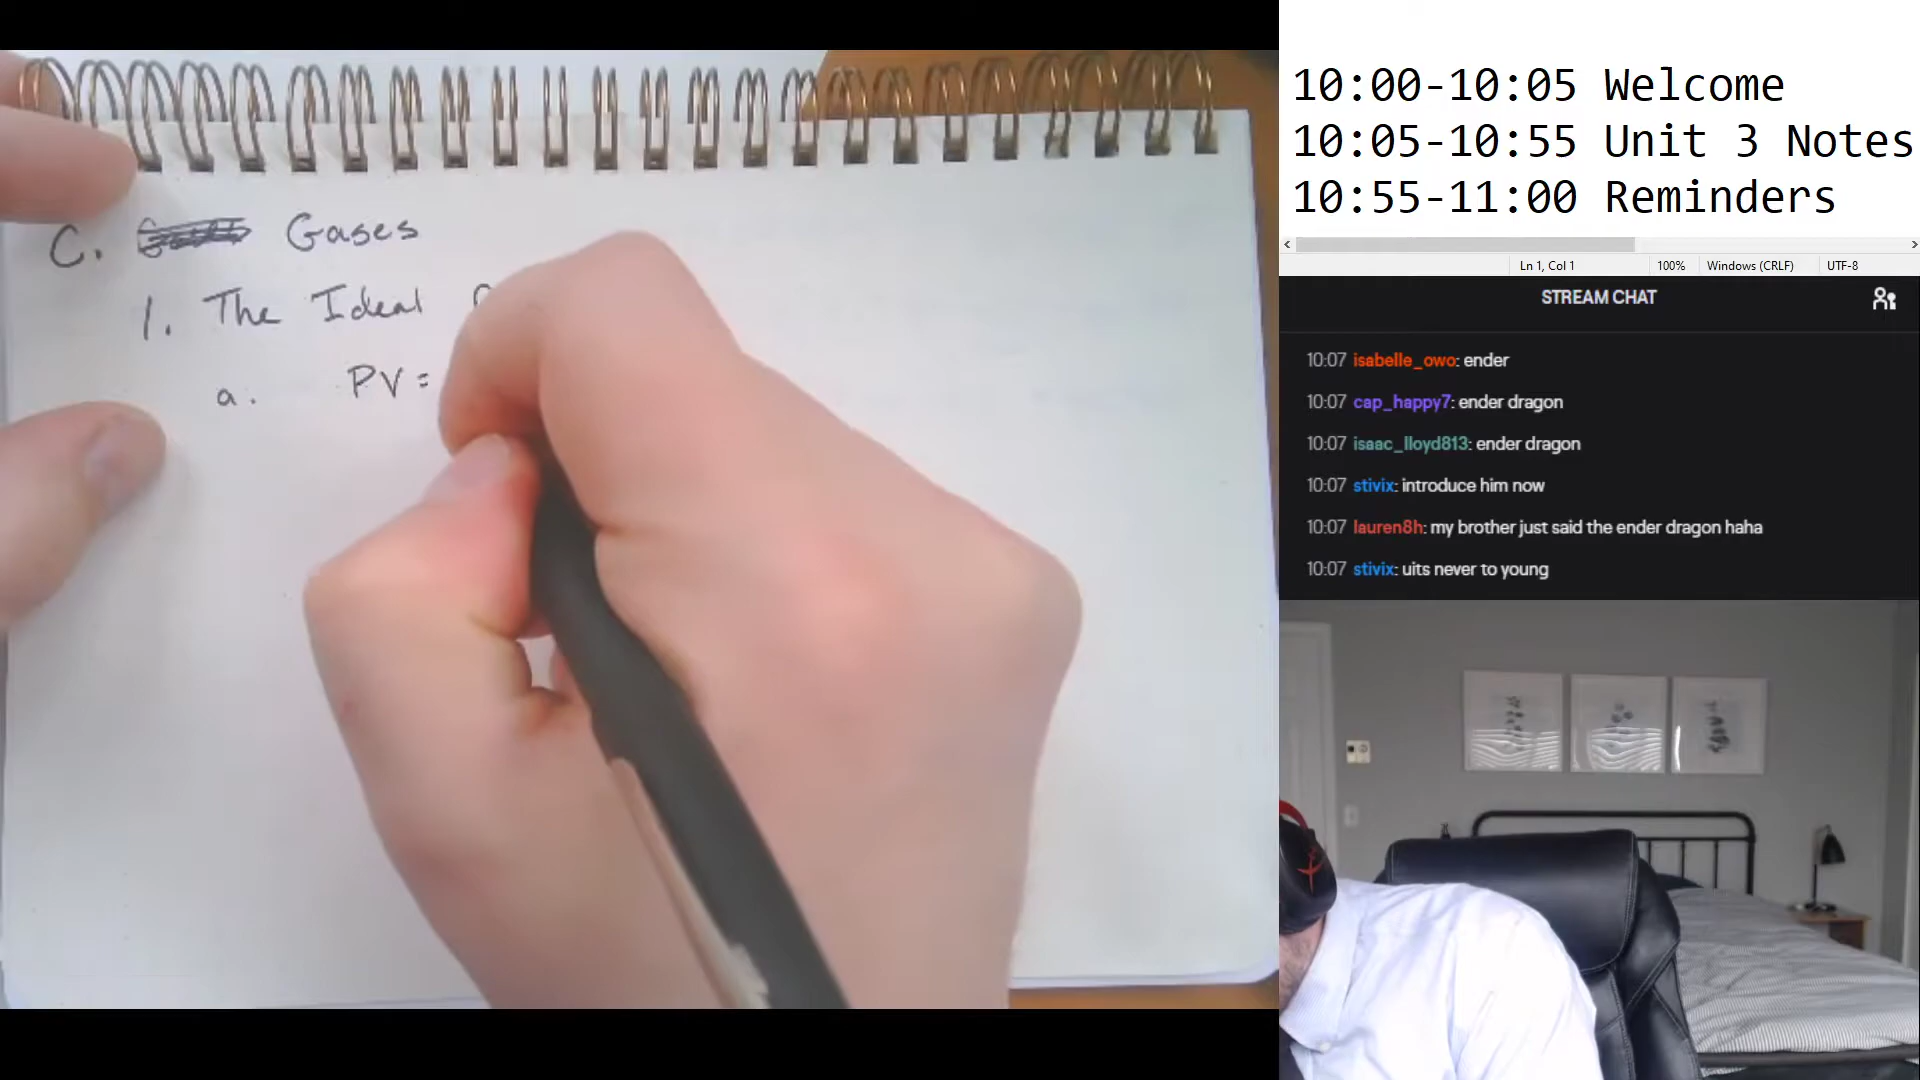 C. Gases
1. The Ideal
a. PV=
10:00-10:05 Welcome
10:05-10:55 Unit 3 Notes
10:55-11:00 Reminders
Ln 1, Col 1 100% Windows (CRLF) UTF-8
STREAM CHAT
10:07 isabelle_owo: ender
10:07 cap_happy7: ender dragon
10:07 isaac_lloyd813: ender dragon
10:07 stivix: introduce him now
10:07 lauren8h: my brother just said the ender dragon haha
10:07 stivix: uits never to young